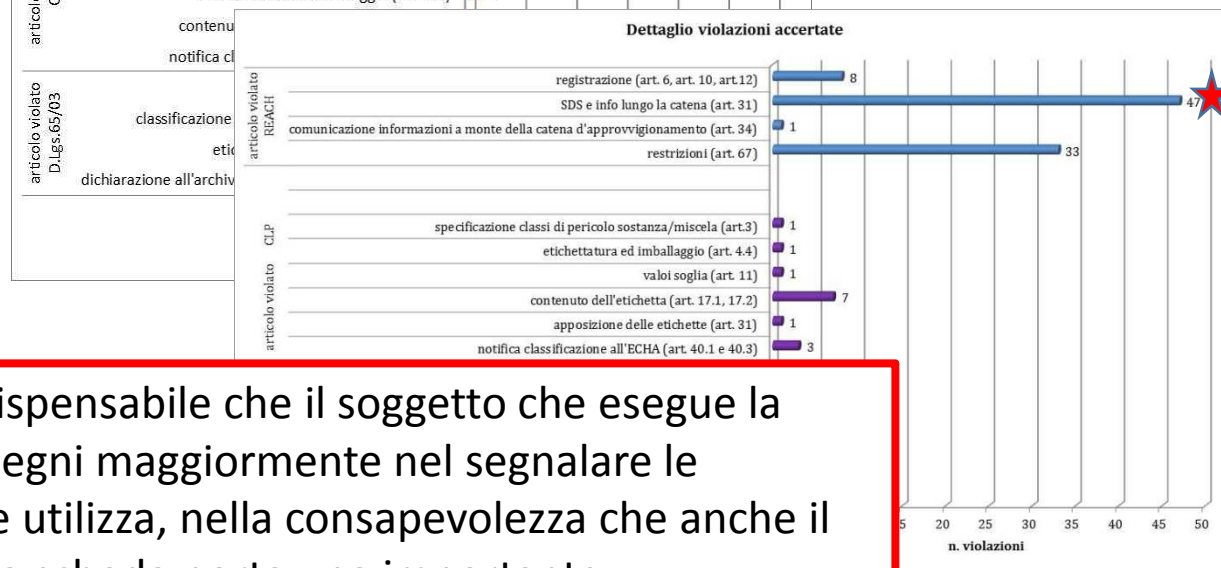 articolo
contenu
notifica cl
articolo violato
D.Lgs.65/03
classificazione
etic
dichiarazione all'archiv
Dettaglio violazioni accertate
articolo violato
REACH
registrazione (art. 6, art. 10, art.12) 8
SDS e info lungo la catena (art. 31) 47
comunicazione informazioni a monte della catena d'approvvigionamento (art. 34) 1
restrizioni (art. 67) 33
articolo violato CLP
specificazione classi di pericolo sostanza/miscela (art.3) 1
etichettatura ed imballaggio (art. 4.4) 1
valoi soglia (art. 11) 1
contenuto dell'etichetta (art. 17.1, 17.2) 7
apposizione delle etichette (art. 31) 1
notifica classificazione all'ECHA (art. 40.1 e 40.3) 3
5 20 25 30 35 40 45 50
n. violazioni
ispensabile che il soggetto che esegue la
egni maggiormente nel segnalare le
e utilizza, nella consapevolezza che anche il